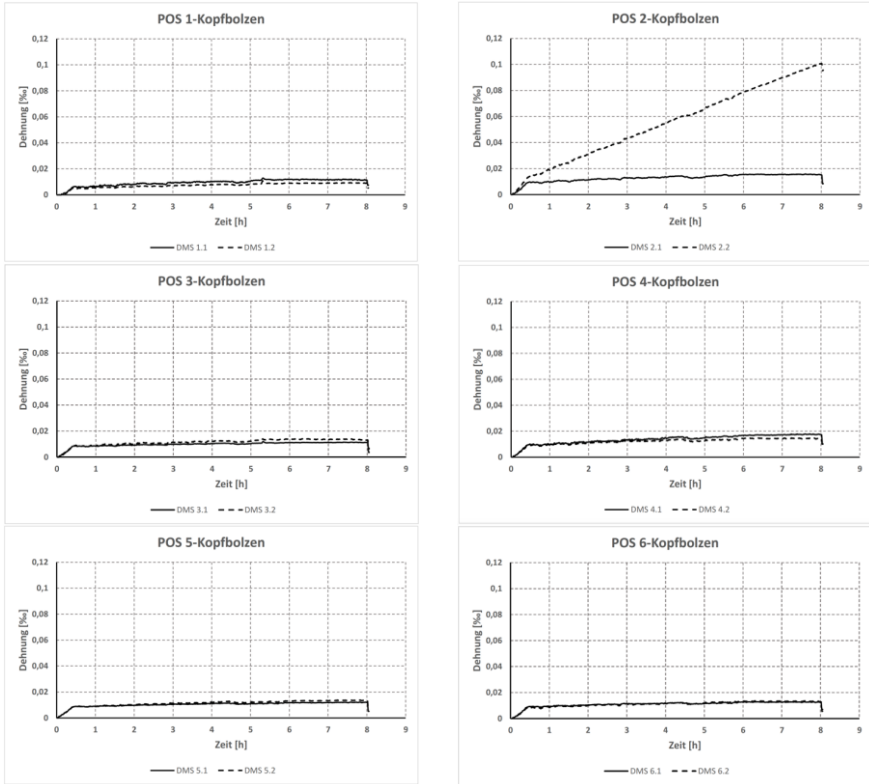 POS 1-Kopfbolzen
Dehnung [‰]
0,12
0,1
0,08
0,06
0,04
0,02
0
0 1 2 3 4 5 6 7 8 9
Zeit [h]
DMS 1.1 DMS 1.2
POS 2-Kopfbolzen
Dehnung [‰]
0,12
0,1
0,08
0,06
0,04
0,02
0
0 1 2 3 4 5 6 7 8 9
Zeit [h]
DMS 2.1 DMS 2.2
POS 3-Kopfbolzen
Dehnung [‰]
0,12
0,1
0,08
0,06
0,04
0,02
0
0 1 2 3 4 5 6 7 8 9
Zeit [h]
DMS 3.1 DMS 3.2
POS 4-Kopfbolzen
Dehnung [‰]
0,12
0,1
0,08
0,06
0,04
0,02
0
0 1 2 3 4 5 6 7 8 9
Zeit [h]
DMS 4.1 DMS 4.2
POS 5-Kopfbolzen
Dehnung [‰]
0,12
0,1
0,08
0,06
0,04
0,02
0
0 1 2 3 4 5 6 7 8 9
Zeit [h]
DMS 5.1 DMS 5.2
POS 6-Kopfbolzen
Dehnung [‰]
0,12
0,1
0,08
0,06
0,04
0,02
0
0 1 2 3 4 5 6 7 8 9
Zeit [h]
DMS 6.1 DMS 6.2